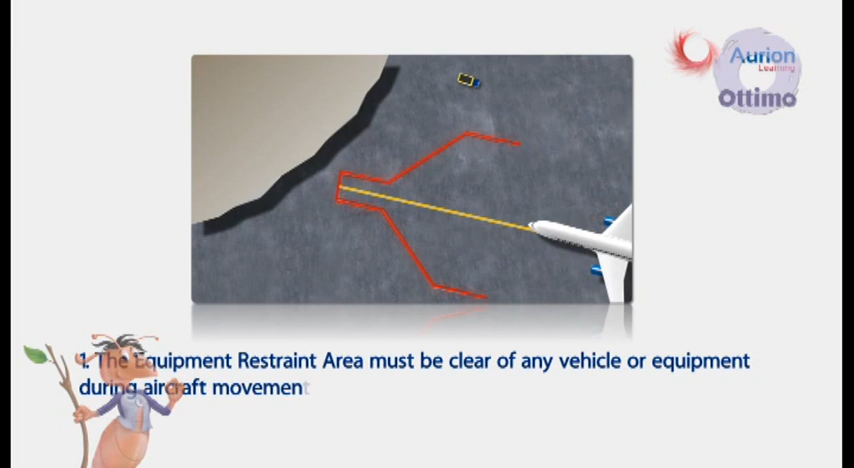 Aurion
Learning
Ottimo
1. The Equipment Restraint Area must be clear of any vehicle or equipment
during aircraft movement